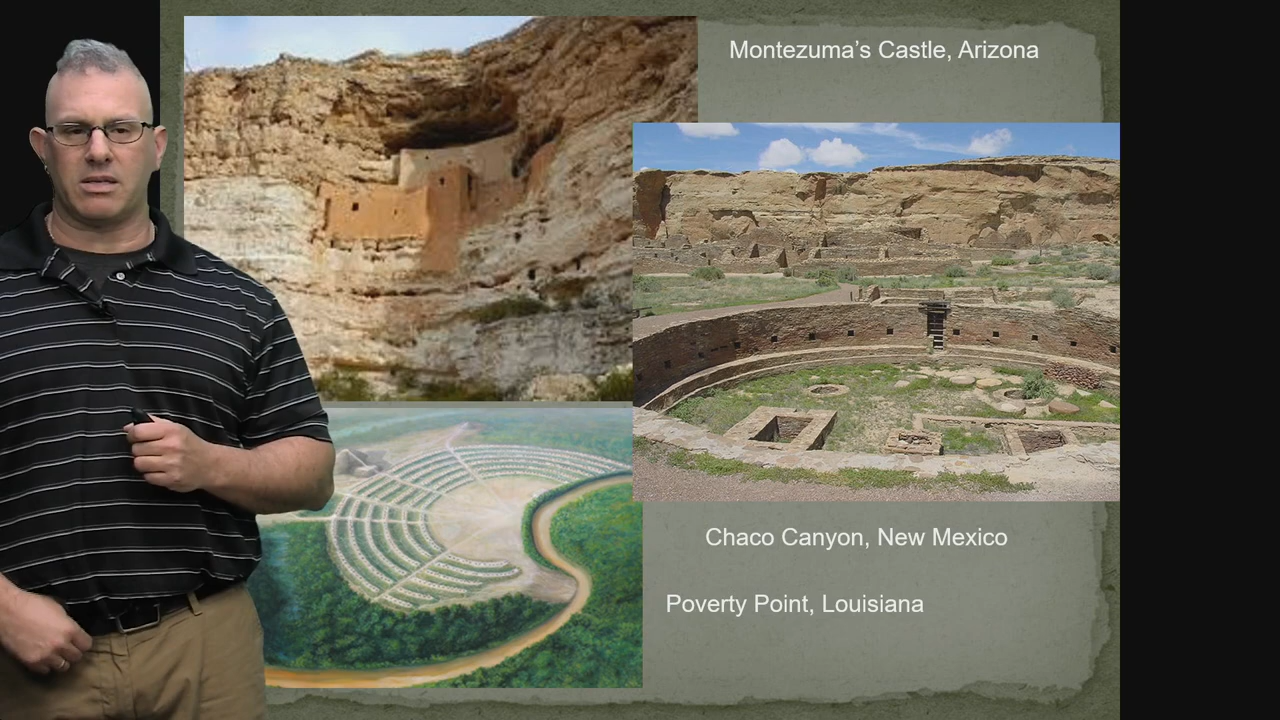 Montezuma’s Castle, Arizona
Chaco Canyon, New Mexico
Poverty Point, Louisiana